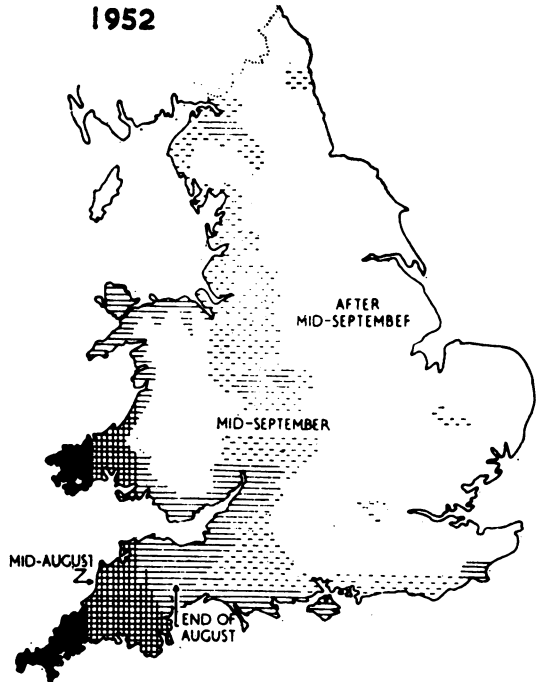 1952
AFTER
MID-SEPTEMBEF
MID-SEPTEMBER
MID-AUGUST
END OF
AUGUST